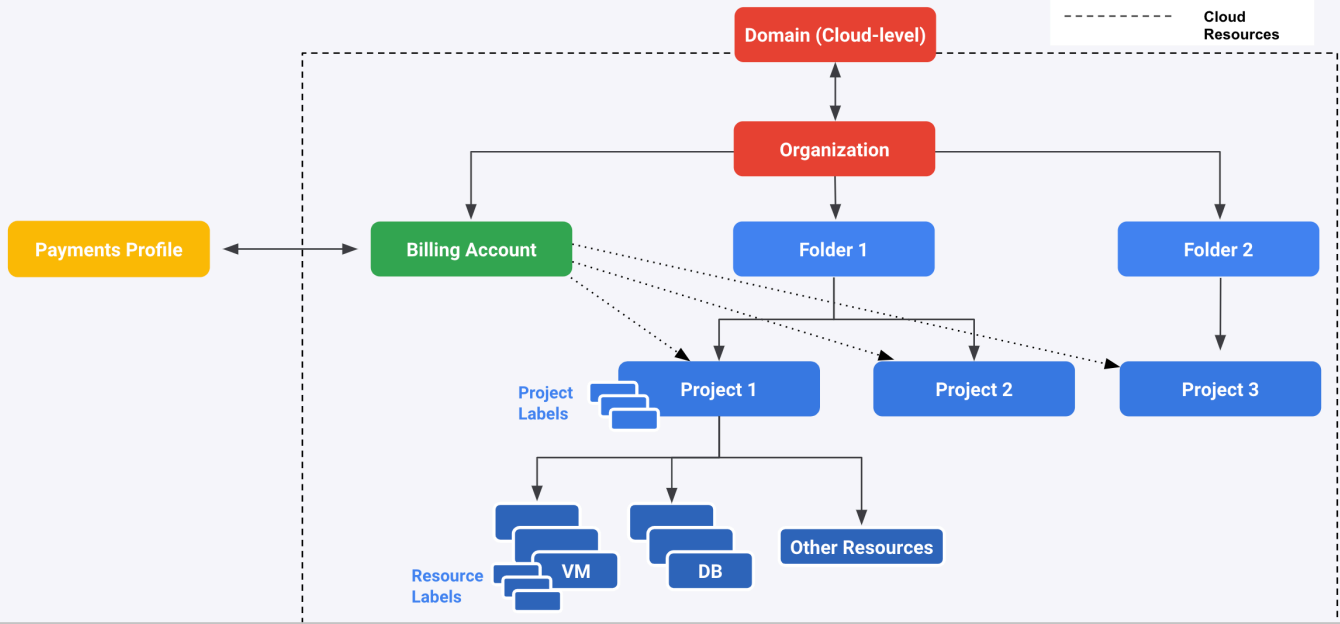 Cloud
Resources
Domain (Cloud-level)
Organization
Payments Profile
Billing Account
Folder 1
Folder 2
Project
Labels
Project 1
Project 2
Project 3
Other Resources
Resource
Labels
VM
DB